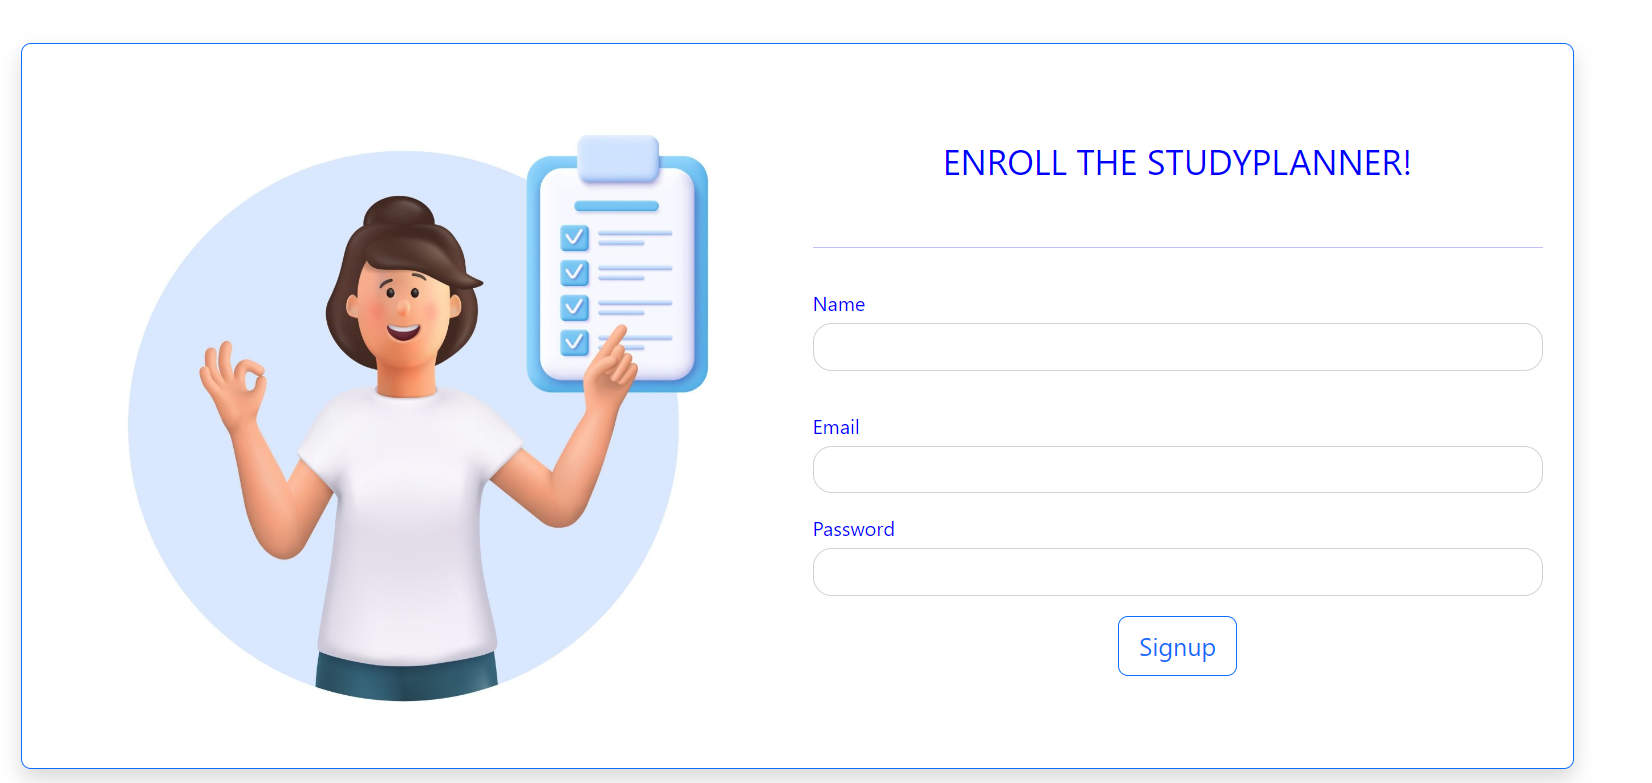 ENROLL THE STUDYPLANNER!
Name
Email
Password
Signup